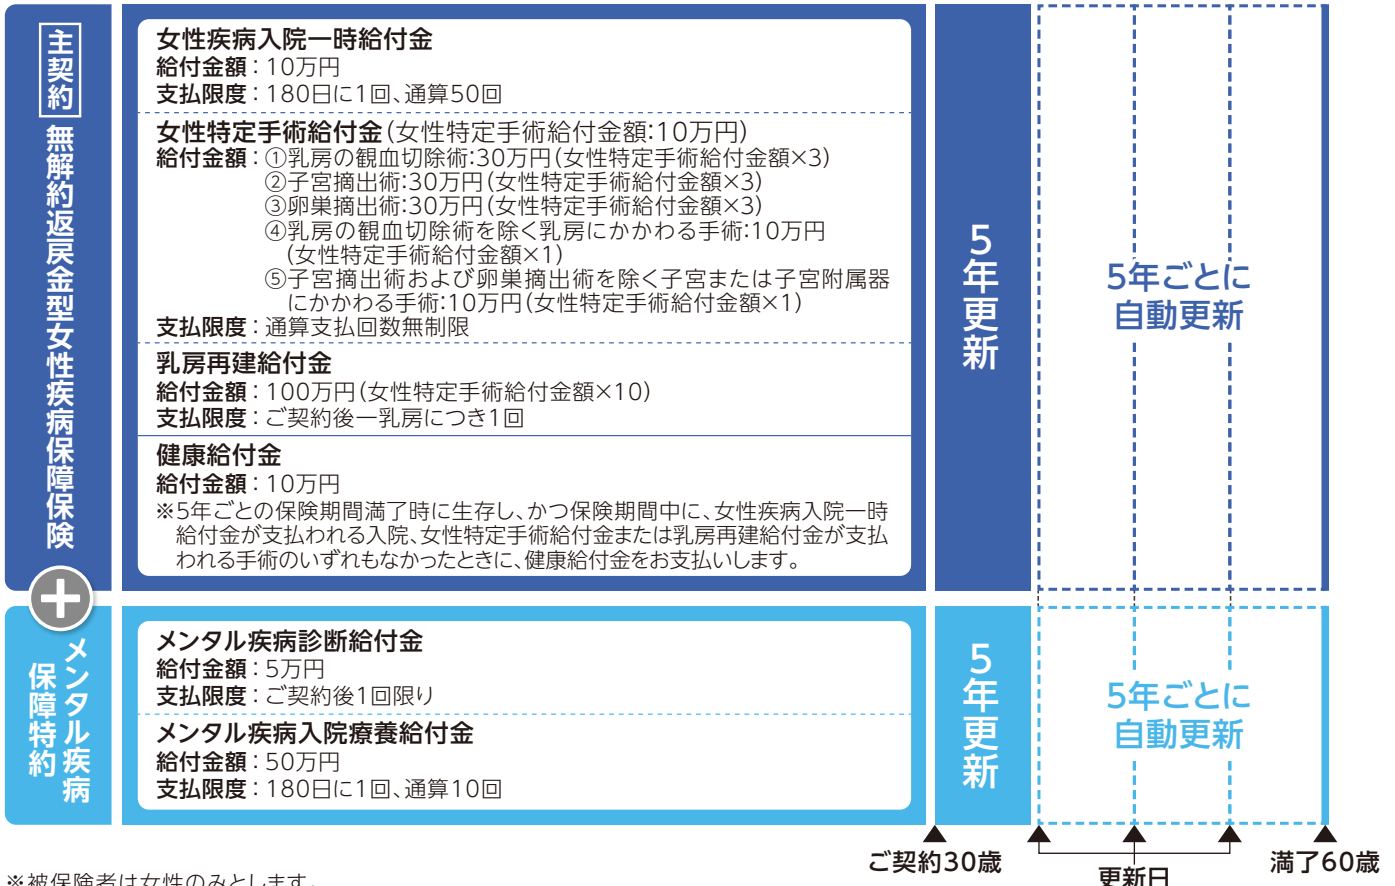 主契約
無解約返戻金型女性疾病保障保険
女性疾病入院一時給付金
給付金額：10万円
支払限度：180日に1回、通算50回
女性特定手術給付金(女性特定手術給付金額:10万円)
給付金額：①乳房の観血切除術:30万円(女性特定手術給付金額×3)
②子宮摘出術:30万円(女性特定手術給付金額×3)
③卵巣摘出術:30万円(女性特定手術給付金額×3)
④乳房の観血切除術を除く乳房にかかわる手術:10万円
(女性特定手術給付金額×1)
⑤子宮摘出術および卵巣摘出術を除く子宮または子宮附属器
にかかわる手術:10万円(女性特定手術給付金額×1)
支払限度：通算支払回数無制限
乳房再建給付金
給付金額：100万円(女性特定手術給付金額×10)
支払限度：ご契約後一乳房につき1回
健康給付金
給付金額：10万円
※5年ごとの保険期間満了時に生存し、かつ保険期間中に、女性疾病入院一時
給付金が支払われる入院、女性特定手術給付金または乳房再建給付金が支払
われる手術のいずれもなかったときに、健康給付金をお支払いします。
5年更新
5年ごとに
自動更新
+
メンタル疾病
保障特約
メンタル疾病診断給付金
給付金額：5万円
支払限度：ご契約後1回限り
メンタル疾病入院療養給付金
給付金額：50万円
支払限度：180日に1回、通算10回
5年更新
5年ごとに
自動更新
ご契約30歳
更新日
満了60歳
※被保険者は女性のみとします。